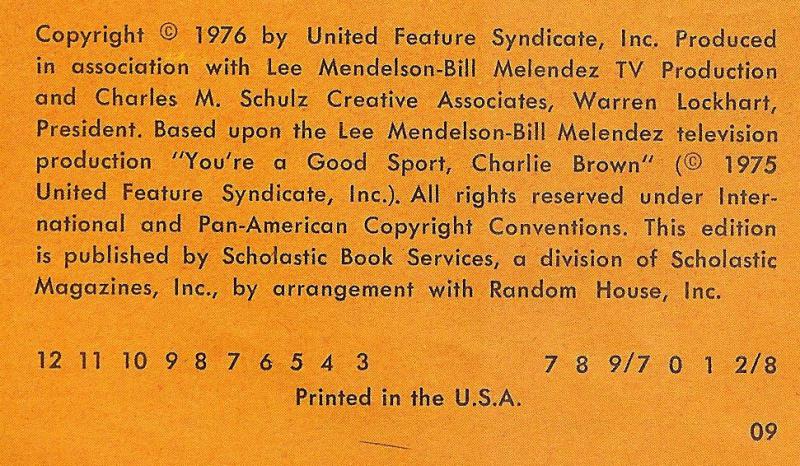 Copyright © 1976 by United Feature Syndicate, Inc. Produced
in association with Lee Mendelson-Bill Melendez TV Production
and Charles M. Schulz Creative Associates, Warren Lockhart,
President. Based upon the Lee Mendelson-Bill Melendez television
production "You're a Good Sport, Charlie Brown" (© 1975
United Feature Syndicate, Inc.). All rights reserved under Inter-
national and Pan-American Copyright Conventions. This edition
is published by Scholastic Book Services, a division of Scholastic
Magazines, Inc., by arrangement with Random House, Inc.
12 11 10 9 8 7 6 5 4 3 7 8 9/7 0 1 2/8
Printed in the U.S.A.
09